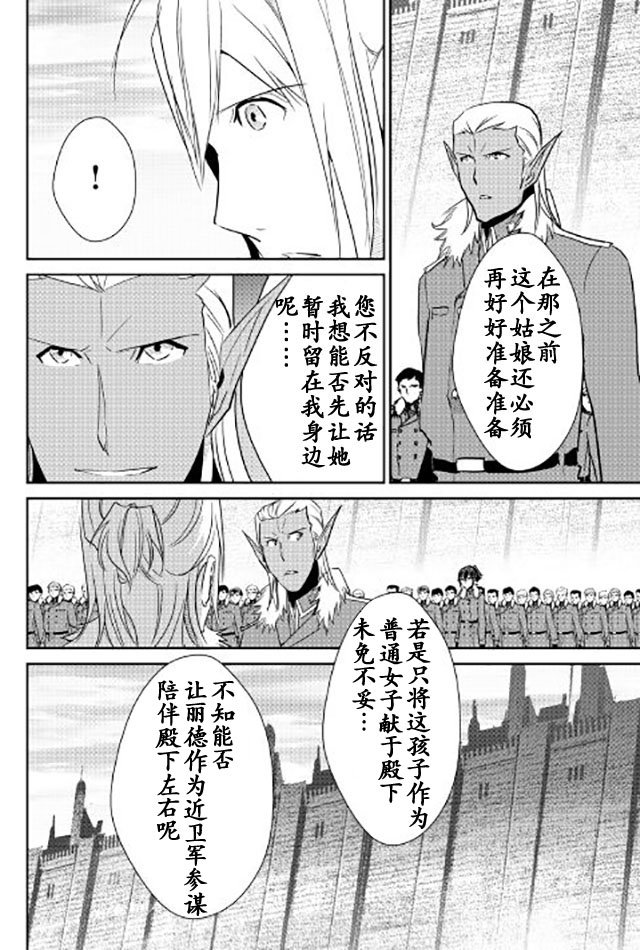 在那之前
这个姑娘还必须
再好好准备准备
！
您不反对的话
我想能否先让她
暂时留在我身边
呢……
若是只将这孩子作为
普通女子献于殿下
未免不妥…
不知能否
让丽德作为近卫军参谋
陪伴殿下左右呢